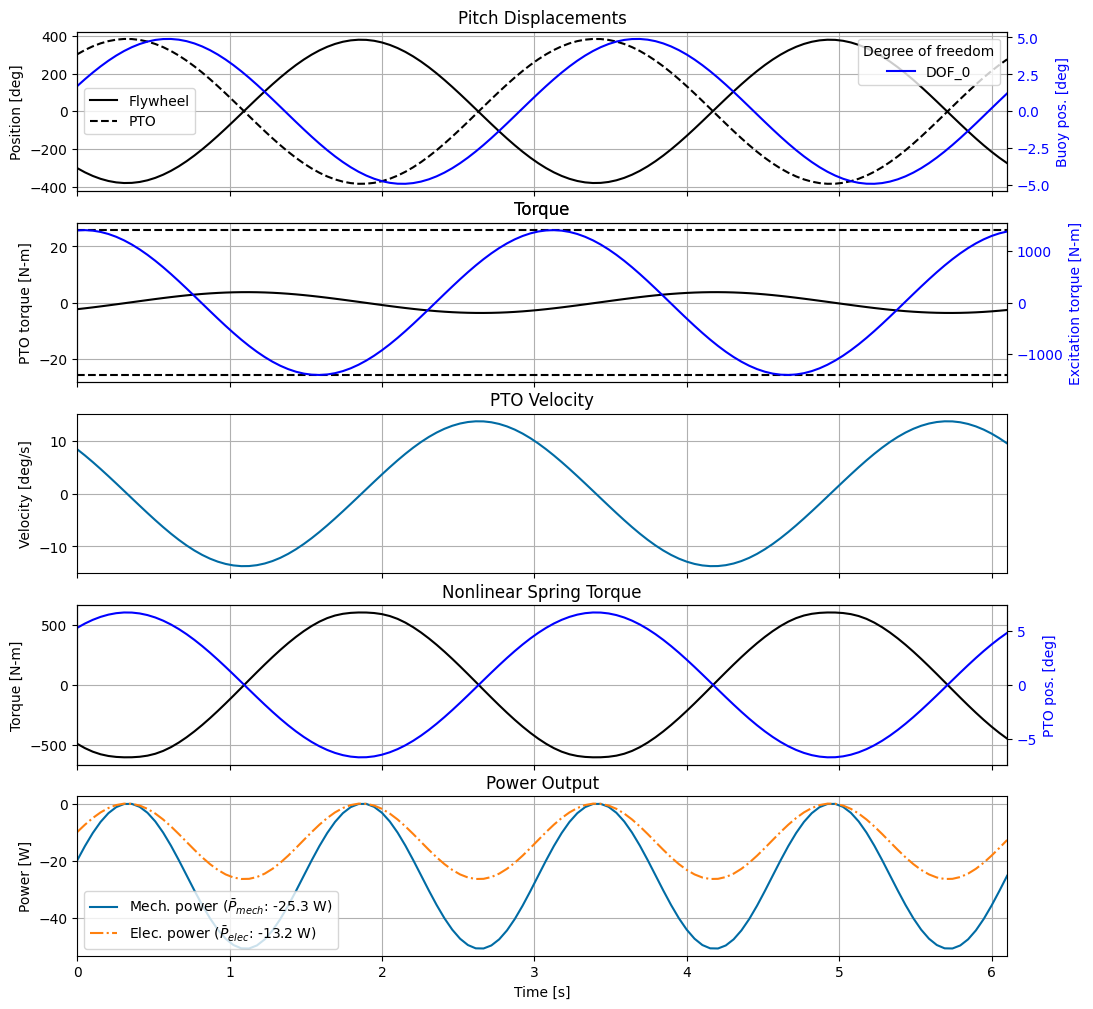 Pitch Displacements
Position [deg]
400
200
0
−200
−400
Flywheel
PTO
Degree of freedom
DOF_0
5.0
2.5
0.0
−2.5
−5.0
Buoy pos. [deg]
Torque
PTO torque [N-m]
20
0
−20
1000
0
−1000
Excitation torque [N-m]
PTO Velocity
Velocity [deg/s]
10
0
−10
Nonlinear Spring Torque
Torque [N-m]
500
0
−500
5
0
−5
PTO pos. [deg]
Power Output
Power [W]
0
−20
−40
Mech. power (P̄mech: -25.3 W)
Elec. power (P̄elec: -13.2 W)
0 1 2 3 4 5 6
Time [s]